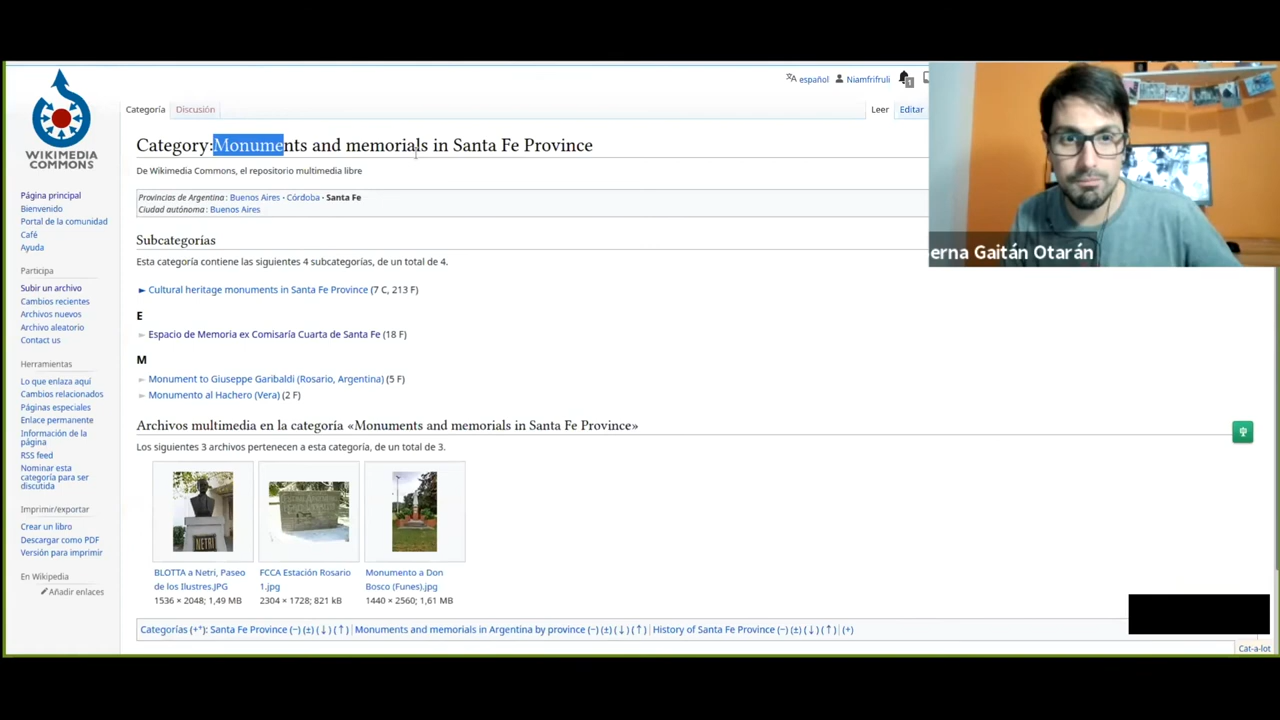 español Niamfrifruli 1
WIKIMEDIA
COMMONS
Página principal
Bienvenido
Portal de la comunidad
Café
Ayuda
Participa
Subir un archivo
Cambios recientes
Archivos nuevos
Archivo aleatorio
Contact us
Herramientas
Lo que enlaza aquí
Cambios relacionados
Páginas especiales
Enlace permanente
Información de la
página
RSS feed
Nominar esta
categoría para ser
discutida
Imprimir/exportar
Crear un libro
Descargar como PDF
Versión para imprimir
En Wikipedia
Añadir enlaces
Categoría Discusión Leer Editar
Category:Monuments and memorials in Santa Fe Province
De Wikimedia Commons, el repositorio multimedia libre
Provincias de Argentina : Buenos Aires · Córdoba · Santa Fe
Ciudad autónoma : Buenos Aires
Subcategorías
Esta categoría contiene las siguientes 4 subcategorías, de un total de 4.
► Cultural heritage monuments in Santa Fe Province (7 C, 213 F)
E
► Espacio de Memoria ex Comisaría Cuarta de Santa Fe (18 F)
M
► Monument to Giuseppe Garibaldi (Rosario, Argentina) (5 F)
► Monumento al Hachero (Vera) (2 F)
Archivos multimedia en la categoría «Monuments and memorials in Santa Fe Province»
Los siguientes 3 archivos pertenecen a esta categoría, de un total de 3.
NETRI
BLOTTA a Netri, Paseo
de los Ilustres.JPG
1536 × 2048; 1,49 MB
FCCA Estación Rosario
1.jpg
2304 × 1728; 821 kB
Monumento a Don
Bosco (Funes).jpg
1440 × 2560; 1,61 MB
Categorías (+⁺): Santa Fe Province (−) (±) (↓) (↑) | Monuments and memorials in Argentina by province (−) (±) (↓) (↑) | History of Santa Fe Province (−) (±) (↓) (↑) | (+)
Cat-a-lot
erna Gaitán Otarán